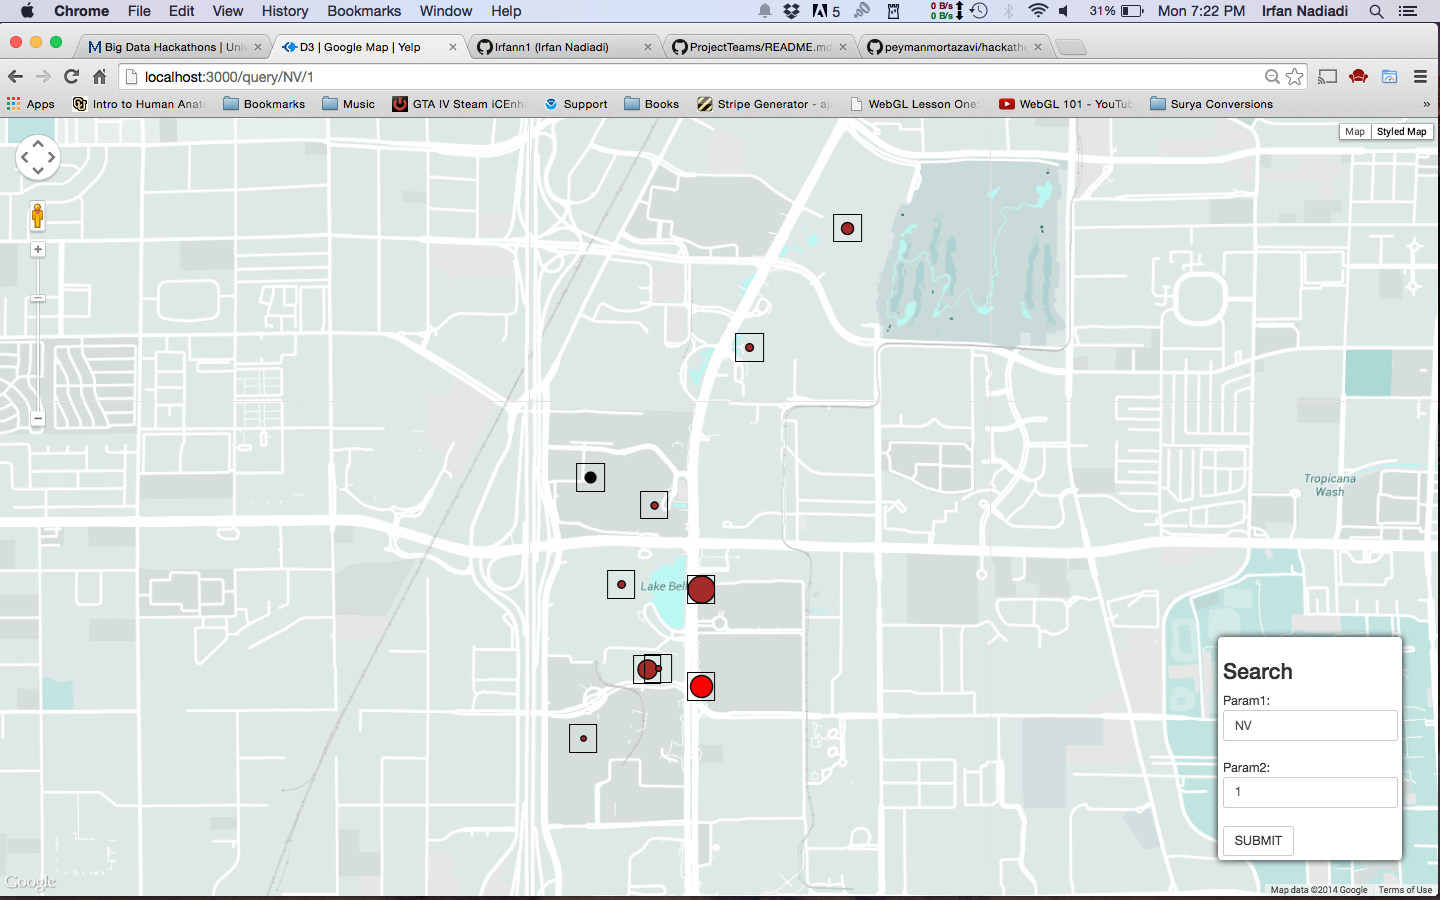 Chrome File Edit View History Bookmarks Window Help 5 0 B/s 0 B/s 31% Mon 7:22 PM Irfan Nadiadi
Big Data Hackathons | Univ D3 | Google Map | Yelp Irfann1 (Irfan Nadiadi) ProjectTeams/README.md peymanmortazavi/hackatho
localhost:3000/query/NV/1
Apps Intro to Human Anato Bookmarks Music GTA IV Steam iCEnh Support Books Stripe Generator - aj WebGL Lesson One: WebGL 101 - YouTub Surya Conversions »
Map Styled Map
Tropicana
Wash
Lake Bell
Search
Param1:
NV
Param2:
1
SUBMIT
Google
Map data ©2014 Google Terms of Use